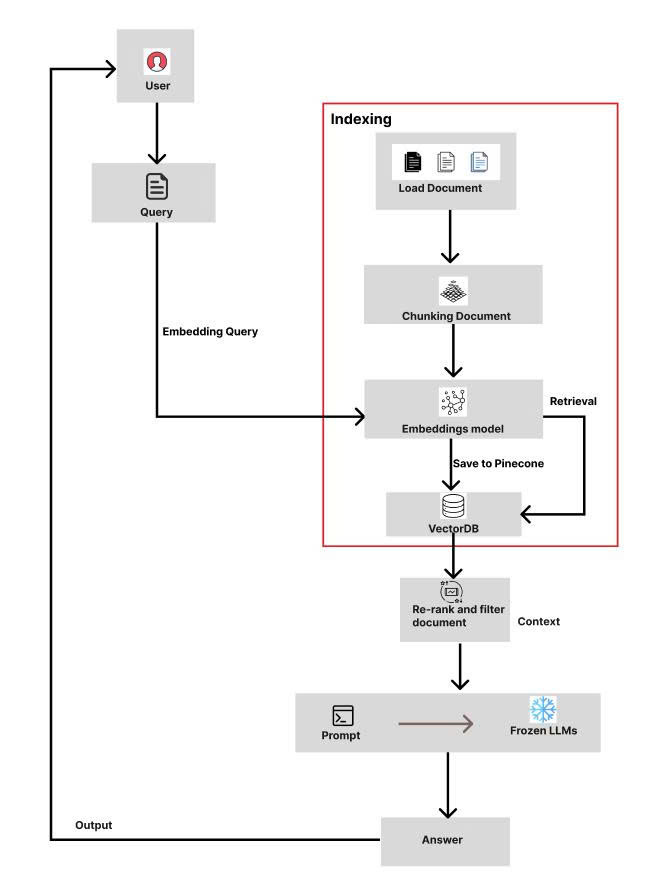 User
Query
Embedding Query
Indexing
Load Document
Chunking Document
Embeddings model
Retrieval
Save to Pinecone
VectorDB
Re-rank and filter
document
Context
Prompt
Frozen LLMs
Answer
Output